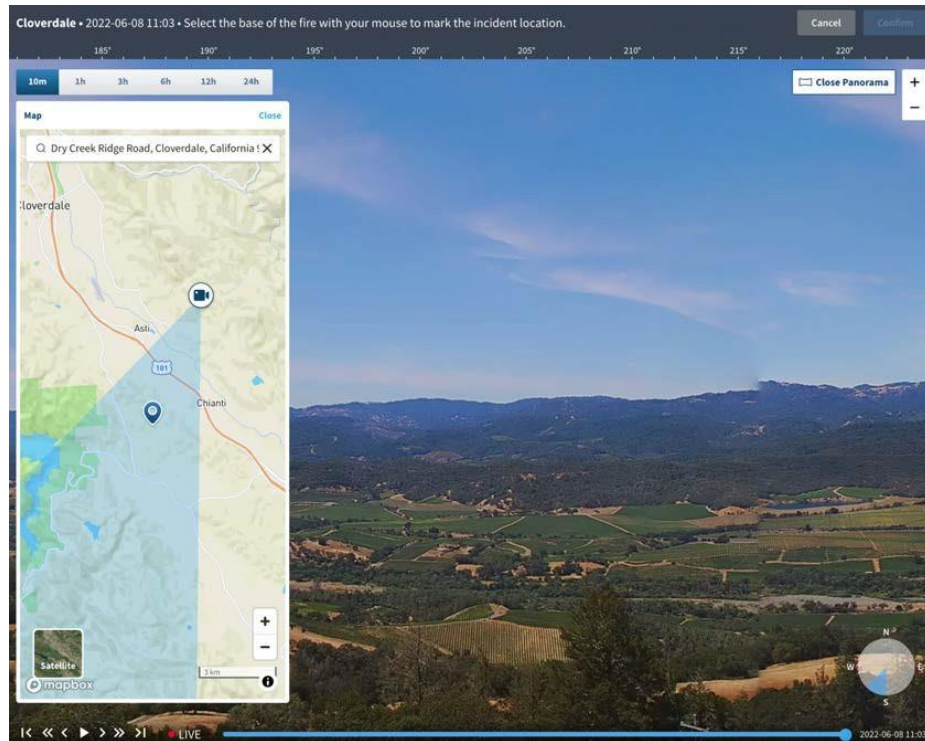 Cloverdale • 2022-06-08 11:03 • Select the base of the fire with your mouse to mark the incident location.
Cancel
Confirm
185° 190° 195° 200° 205° 210° 215° 220°
10m 1h 3h 6h 12h 24h
Close Panorama
+
−
Map
Close
Dry Creek Ridge Road, Cloverdale, California
loverdale
Asti
101
Chianti
+
−
Satellite
3 km
mapbox
N
W E
S
LIVE
2022-06-08 11:03